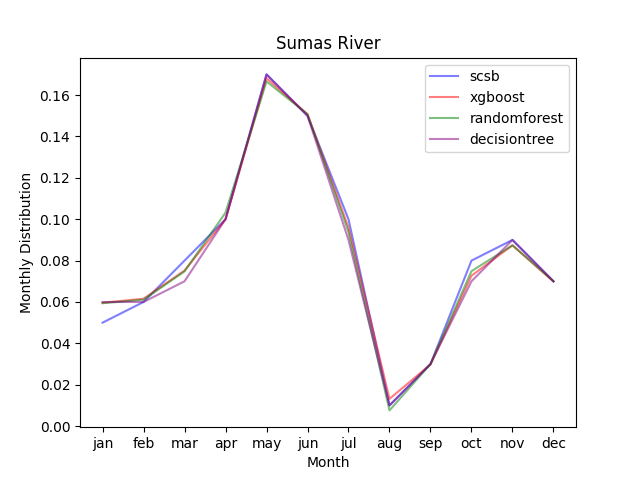 Sumas River
scsb
xgboost
randomforest
decisiontree
Monthly Distribution
0.16
0.14
0.12
0.10
0.08
0.06
0.04
0.02
0.00
jan feb mar apr may jun jul aug sep oct nov dec
Month